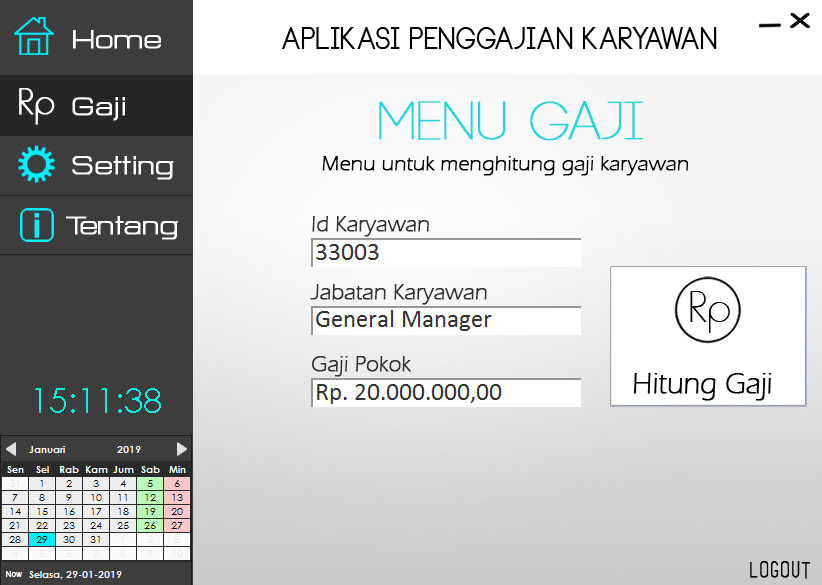 Home
Rp Gaji
Setting
Tentang
15:11:38
Januari 2019
Sen Sel Rab Kam Jum Sab Min
31 1 2 3 4 5 6
7 8 9 10 11 12 13
14 15 16 17 18 19 20
21 22 23 24 25 26 27
28 29 30 31 1 2 3
4 5 6 7 8 9 10
Now Selasa, 29-01-2019
APLIKASI PENGGAJIAN KARYAWAN
MENU GAJI
Menu untuk menghitung gaji karyawan
Id Karyawan
33003
Jabatan Karyawan
General Manager
Gaji Pokok
Rp. 20.000.000,00
Rp
Hitung Gaji
LOGOUT